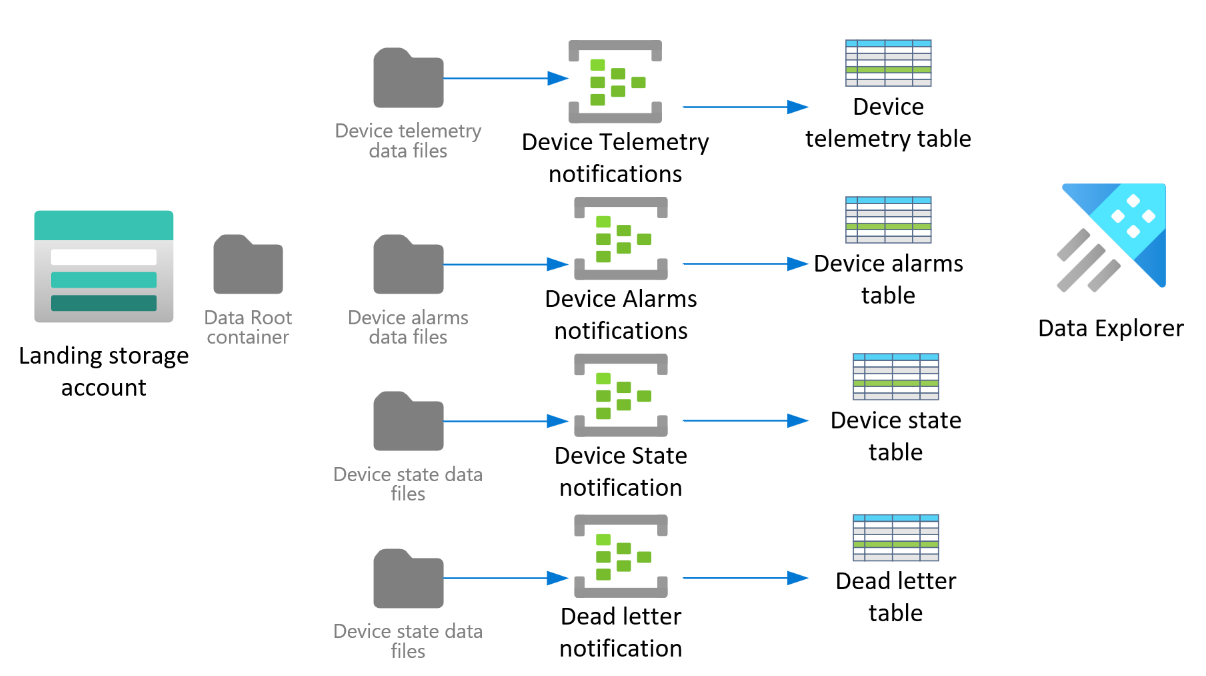 Landing storage
account
Data Root
container
Device telemetry
data files
Device Telemetry
notifications
Device
telemetry table
Device alarms
data files
Device Alarms
notifications
Device alarms
table
Device state data
files
Device State
notification
Device state
table
Device state data
files
Dead letter
notification
Dead letter
table
Data Explorer